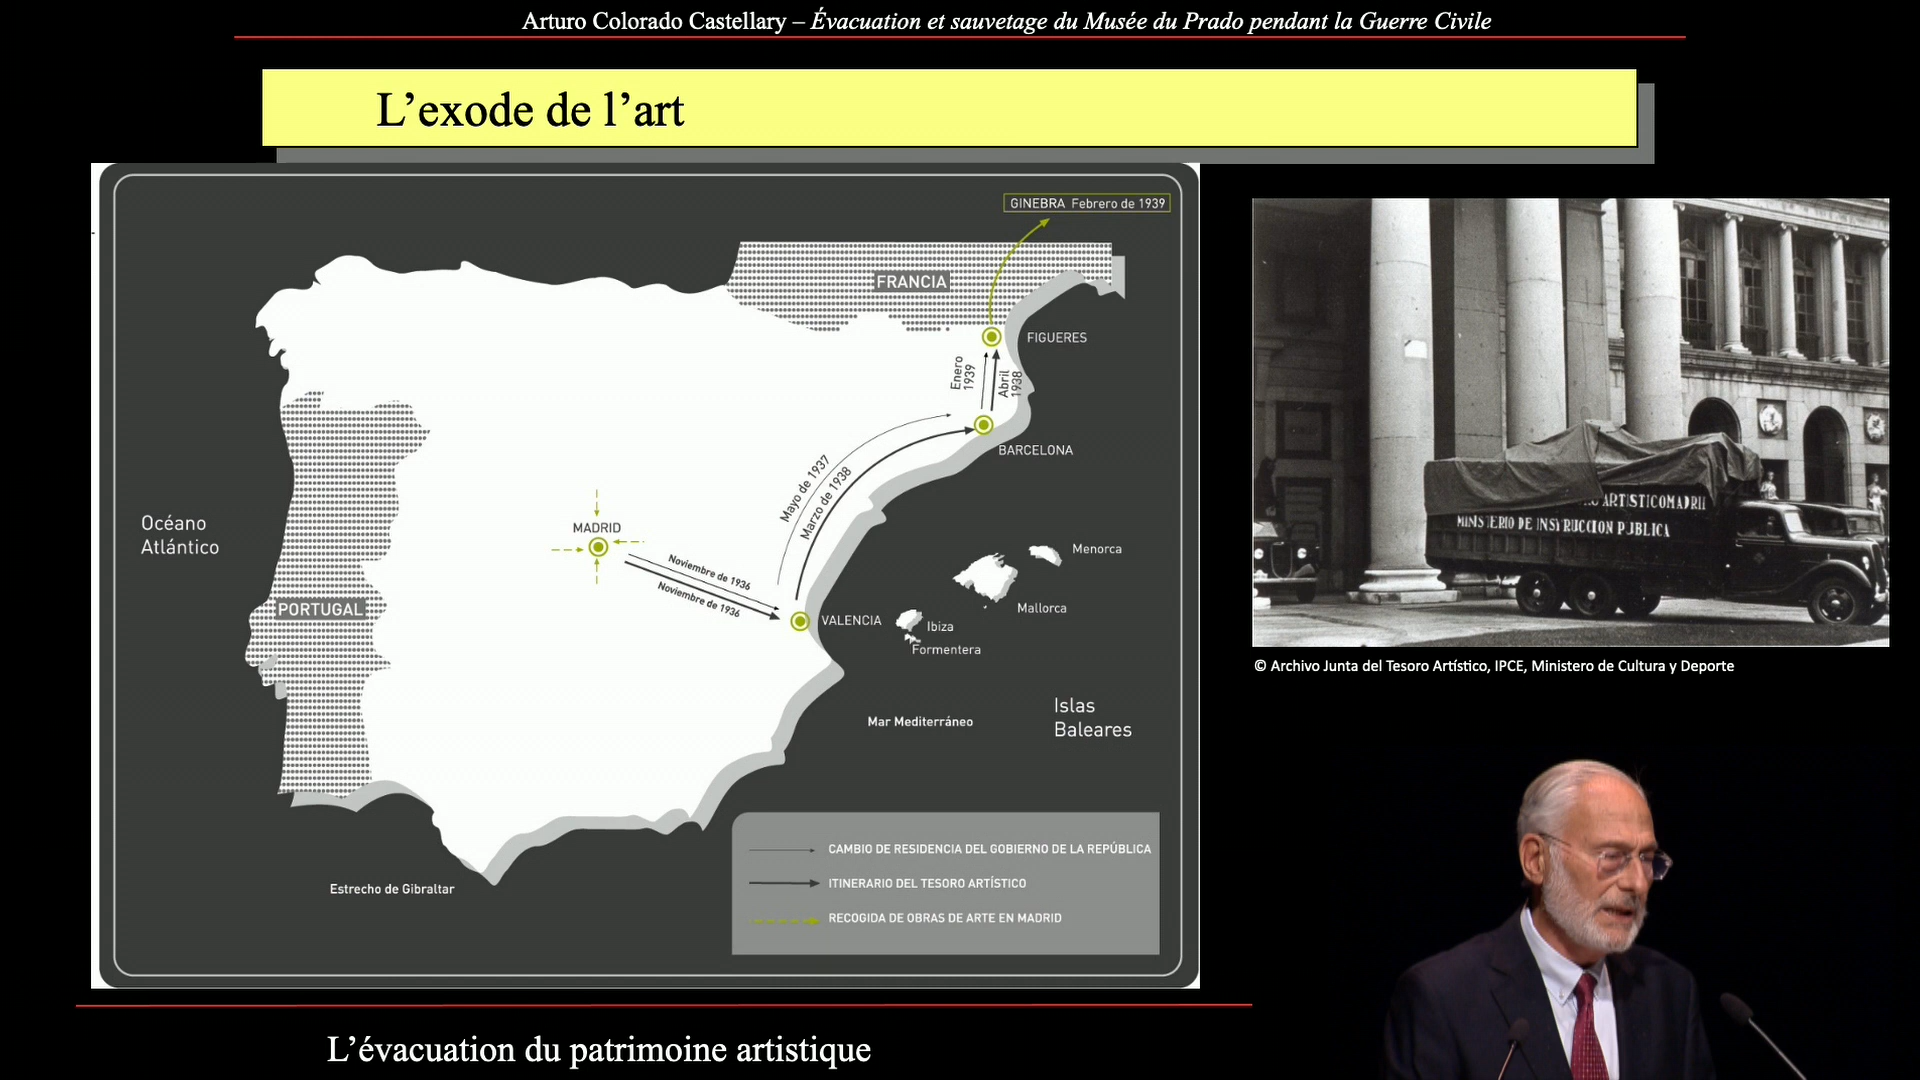 Arturo Colorado Castellary – Évacuation et sauvetage du Musée du Prado pendant la Guerre Civile
L’exode de l’art
GINEBRA Febrero de 1939
FRANCIA
FIGUERES
Enero
1939
Abril
1938
BARCELONA
Mayo de 1937
Marzo de 1938
Océano
Atlántico
MADRID
Noviembre de 1936
Noviembre de 1936
VALENCIA
PORTUGAL
Menorca
Mallorca
Ibiza
Formentera
Islas
Baleares
Mar Mediterráneo
Estrecho de Gibraltar
CAMBIO DE RESIDENCIA DEL GOBIERNO DE LA REPÚBLICA
ITINERARIO DEL TESORO ARTÍSTICO
RECOGIDA DE OBRAS DE ARTE EN MADRID
ARTISTICO MADRI
MINISTERIO DE INSTRUCCION PUBLICA
© Archivo Junta del Tesoro Artístico, IPCE, Ministero de Cultura y Deporte
L’évacuation du patrimoine artistique